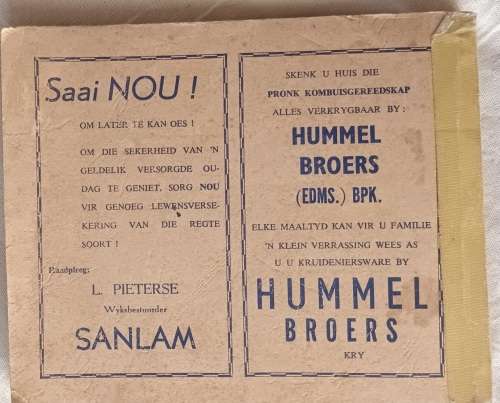 Saai NOU !
OM LATER TE KAN OES !
OM DIE SEKERHEID VAN 'N
GELDELIK VEESORGDE OU-
DAG TE GENIET, SORG NOU
VIR GENOEG LEWENSVERSE-
KERING VAN DIE REGTE
SOORT !
Raadpleeg:
L. PIETERSE
Wyksbestuurder
SANLAM
SKENK U HUIS DIE
PRONK KOMBUISGEREEDSKAP
ALLES VERKRYGBAAR BY :
HUMMEL
BROERS
(EDMS.) BPK.
ELKE MAALTYD KAN VIR U FAMILIE
'N KLEIN VERRASSING WEES AS
U U KRUIDENIERSWARE BY
HUMMEL
BROERS
KRY